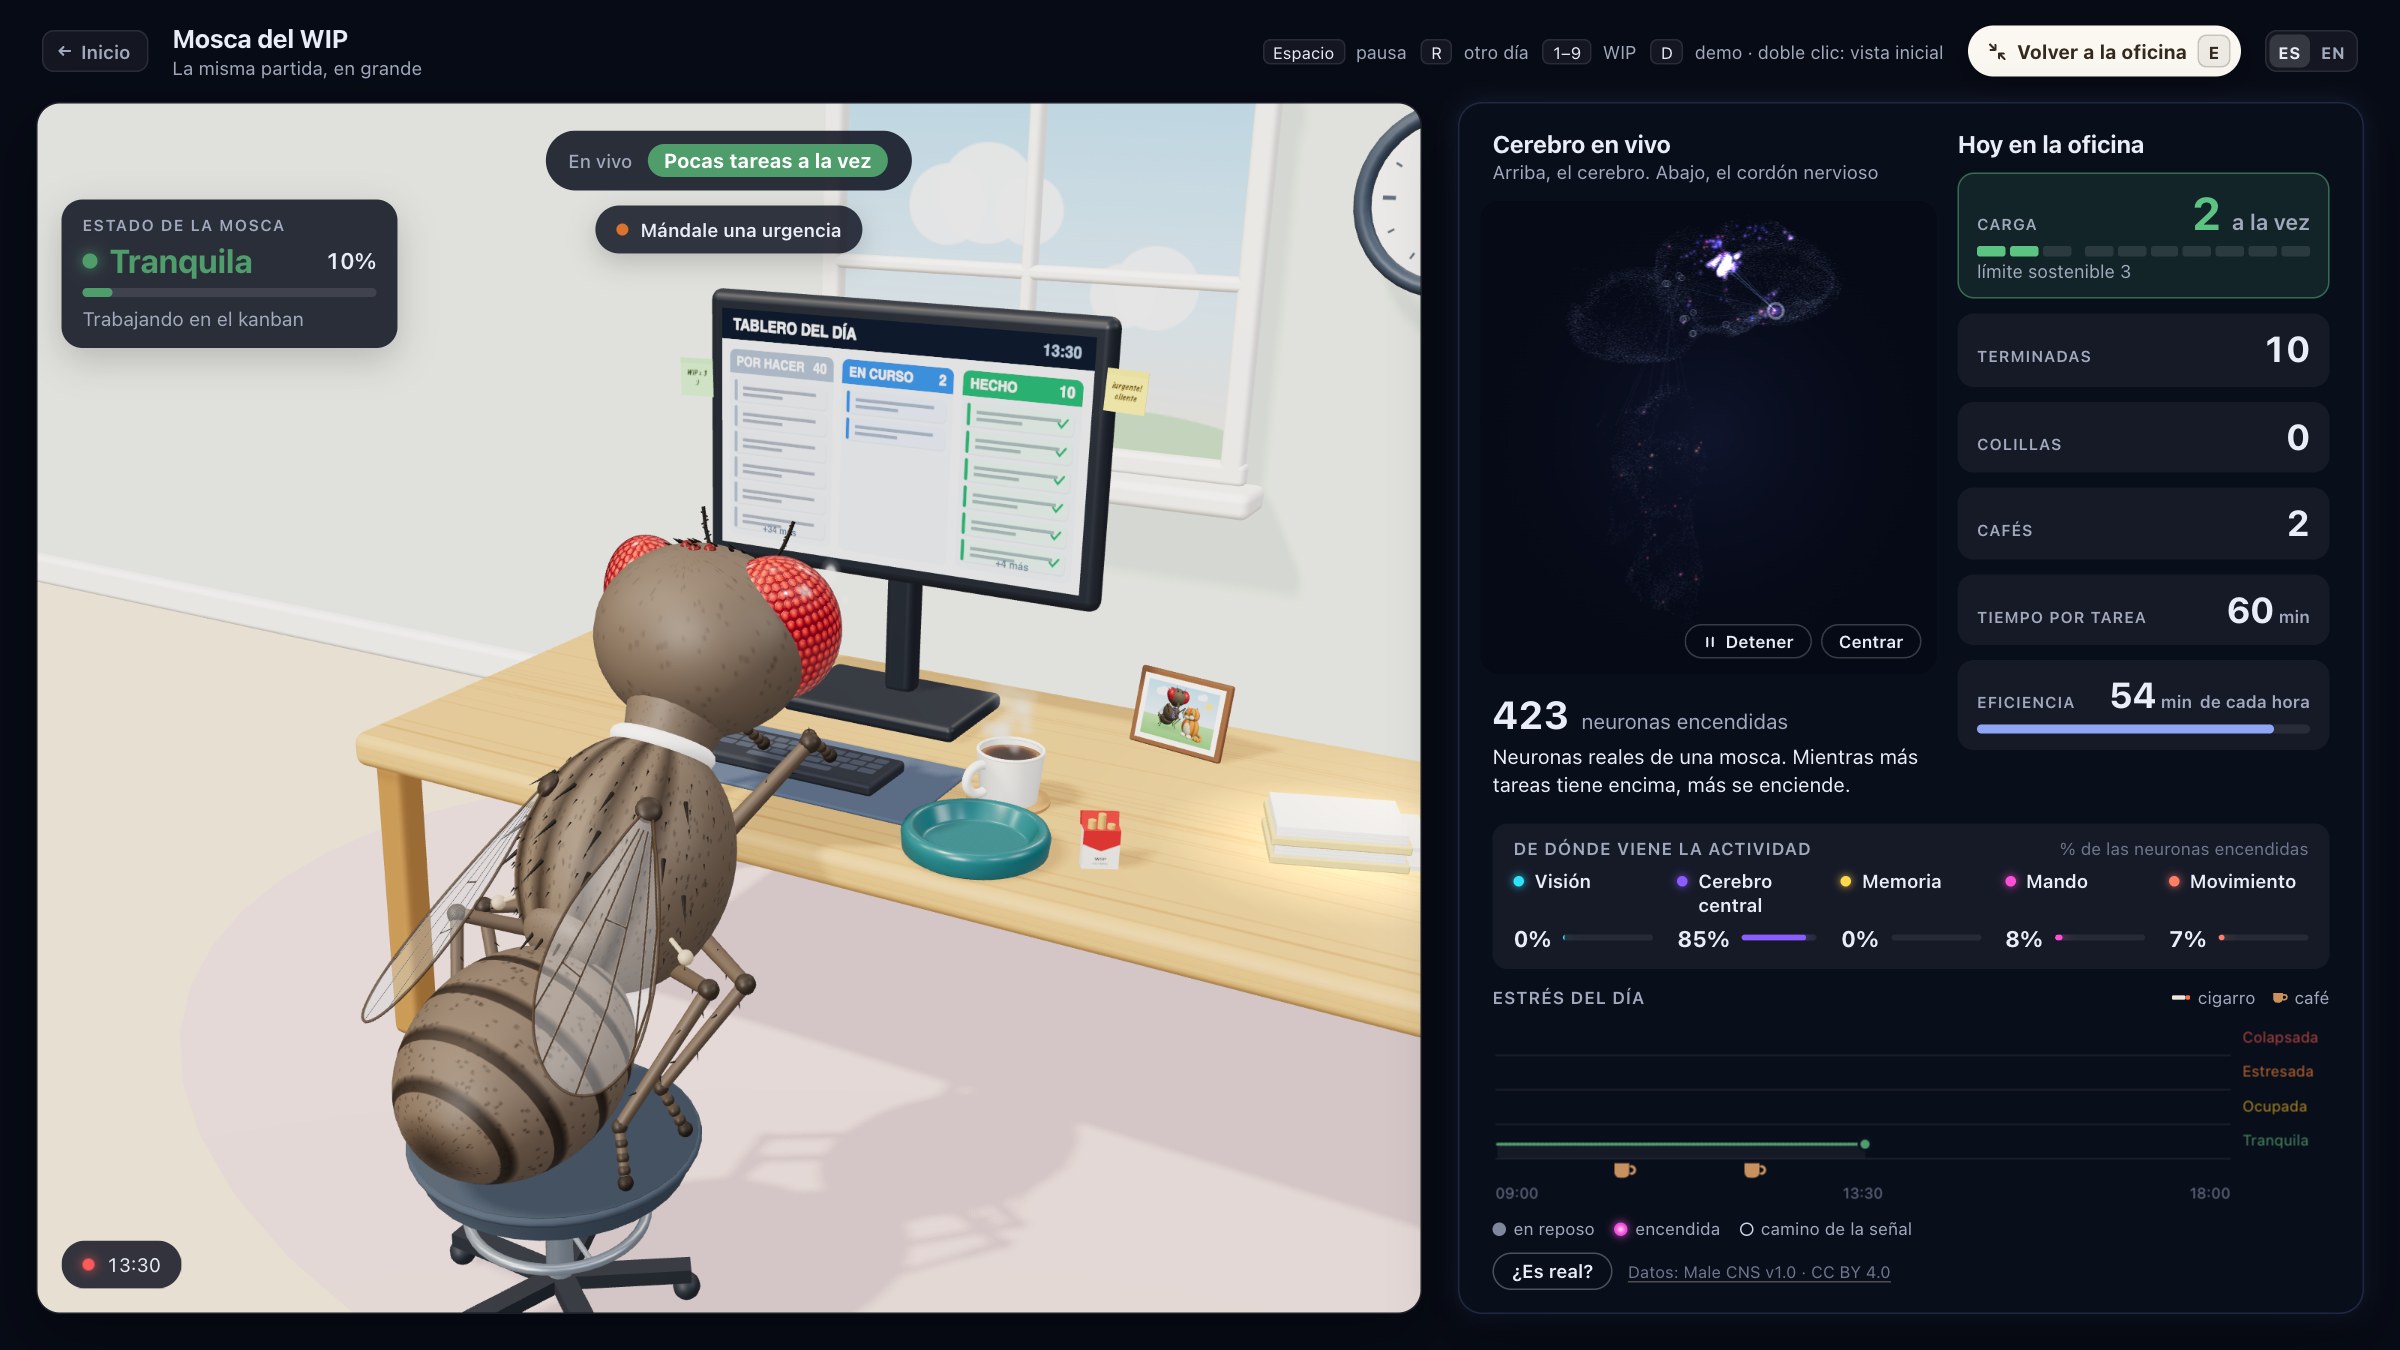 ← Inicio
Mosca del WIP
La misma partida, en grande
Espacio pausa R otro día 1–9 WIP D demo · doble clic: vista inicial
Volver a la oficina E
ES EN
En vivo Pocas tareas a la vez
Mándale una urgencia
ESTADO DE LA MOSCA
Tranquila 10%
Trabajando en el kanban
TABLERO DEL DÍA 13:30
POR HACER 40
EN CURSO 2
HECHO 10
+34 más
+4 más
¡urgente!
cliente
13:30
Cerebro en vivo
Arriba, el cerebro. Abajo, el cordón nervioso
Detener
Centrar
423 neuronas encendidas
Neuronas reales de una mosca. Mientras más
tareas tiene encima, más se enciende.
Hoy en la oficina
CARGA 2 a la vez
límite sostenible 3
TERMINADAS 10
COLILLAS 0
CAFÉS 2
TIEMPO POR TAREA 60 min
EFICIENCIA 54 min de cada hora
DE DÓNDE VIENE LA ACTIVIDAD % de las neuronas encendidas
Visión
Cerebro
central
Memoria
Mando
Movimiento
0% 85% 0% 8% 7%
ESTRÉS DEL DÍA cigarro café
Colapsada
Estresada
Ocupada
Tranquila
09:00 13:30 18:00
en reposo encendida camino de la señal
¿Es real? Datos: Male CNS v1.0 · CC BY 4.0